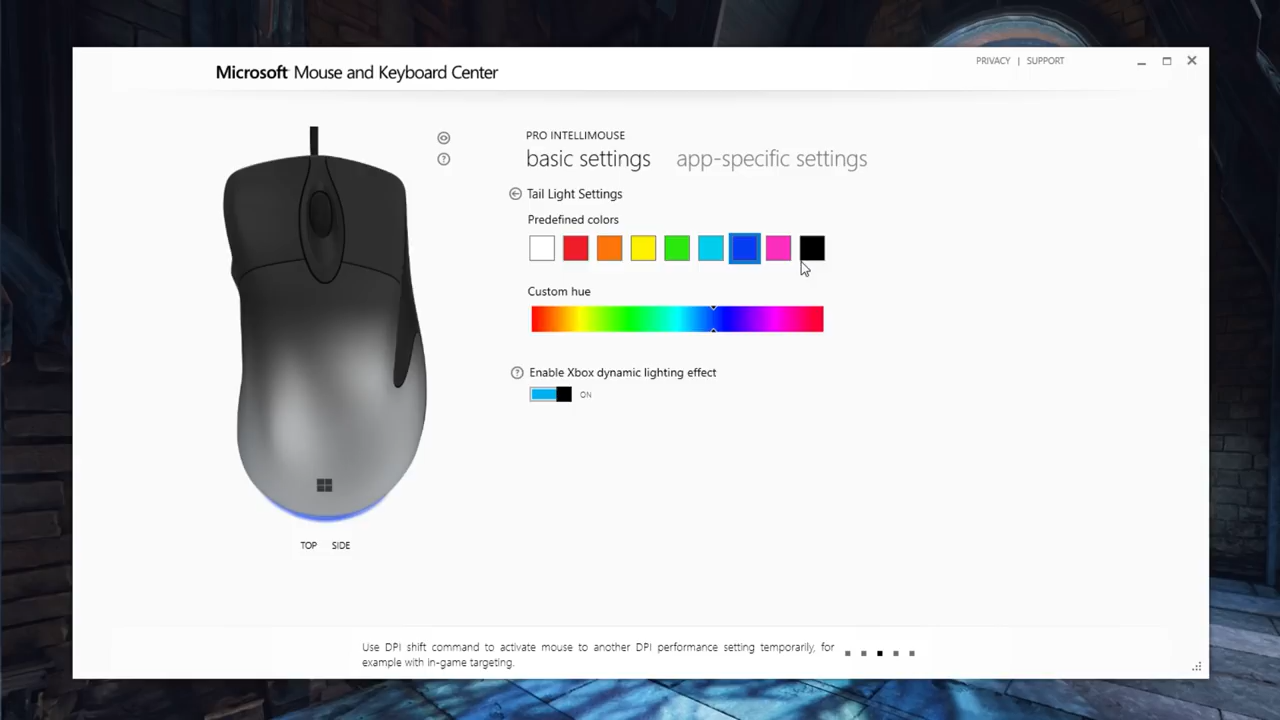 Microsoft Mouse and Keyboard Center
PRIVACY | SUPPORT
PRO INTELLIMOUSE
basic settings app-specific settings
Tail Light Settings
Predefined colors
Custom hue
Enable Xbox dynamic lighting effect
ON
TOP SIDE
Use DPI shift command to activate mouse to another DPI performance setting temporarily, for
example with in-game targeting.